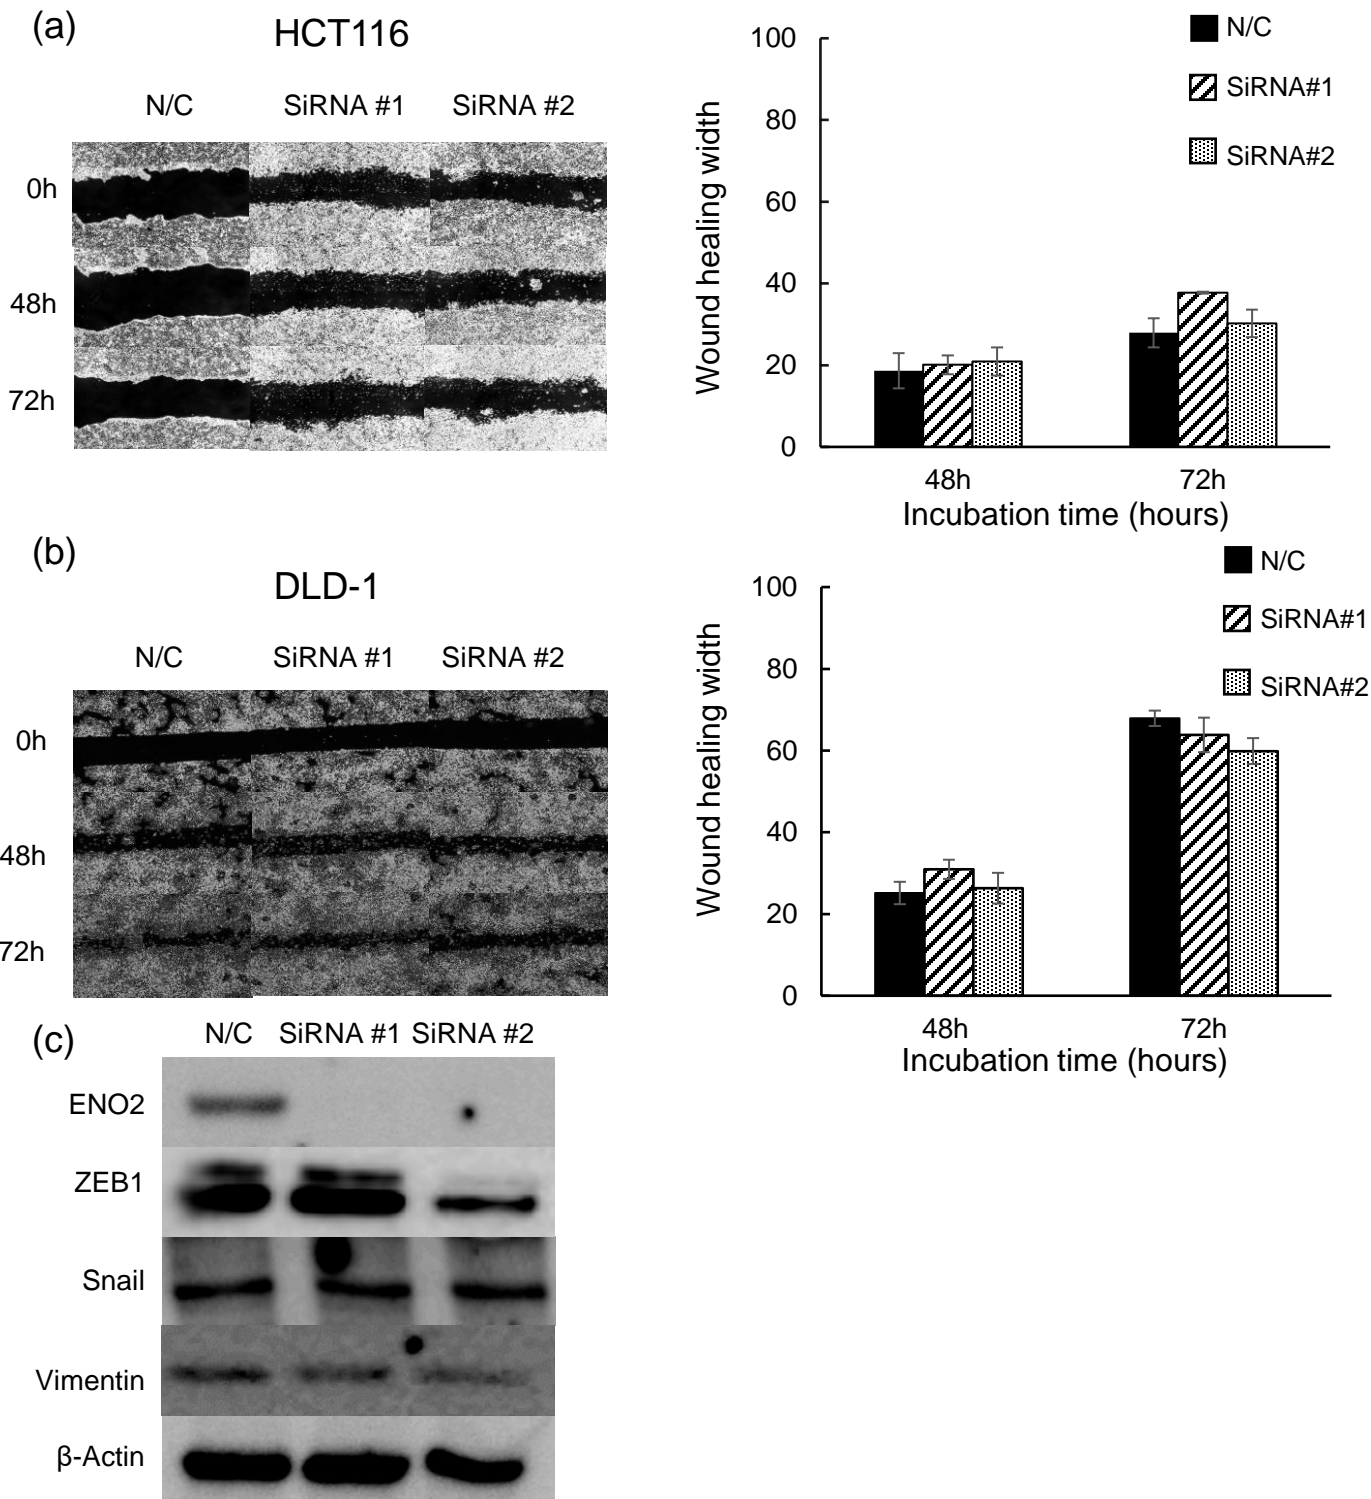 (a)
HCT116
N/C SiRNA #1 SiRNA #2
0h
48h
72h
Wound healing width
100
80
60
40
20
0
48h 72h
Incubation time (hours)
N/C
SiRNA#1
SiRNA#2
(b)
DLD-1
N/C SiRNA #1 SiRNA #2
0h
48h
72h
Wound healing width
100
80
60
40
20
0
48h 72h
Incubation time (hours)
N/C
SiRNA#1
SiRNA#2
(c)
N/C SiRNA #1 SiRNA #2
ENO2
ZEB1
Snail
Vimentin
β-Actin